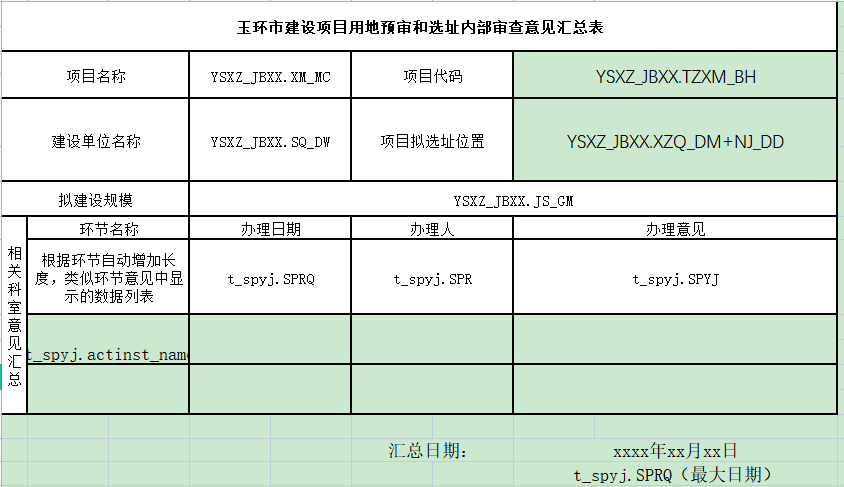 玉环市建设项目用地预审和选址内部审查意见汇总表
项目名称 YSXZ_JBXX.XM_MC 项目代码 YSXZ_JBXX.TZXM_BH
建设单位名称 YSXZ_JBXX.SQ_DW 项目拟选址位置 YSXZ_JBXX.XZQ_DM+NJ_DD
拟建设规模 YSXZ_JBXX.JS_GM
相关科室意见汇总
环节名称 办理日期 办理人 办理意见
根据环节自动增加长
度，类似环节意见中显
示的数据列表
t_spyj.SPRQ t_spyj.SPR t_spyj.SPYJ
t_spyj.actinst_name
汇总日期： xxxx年xx月xx日
t_spyj.SPRQ（最大日期）